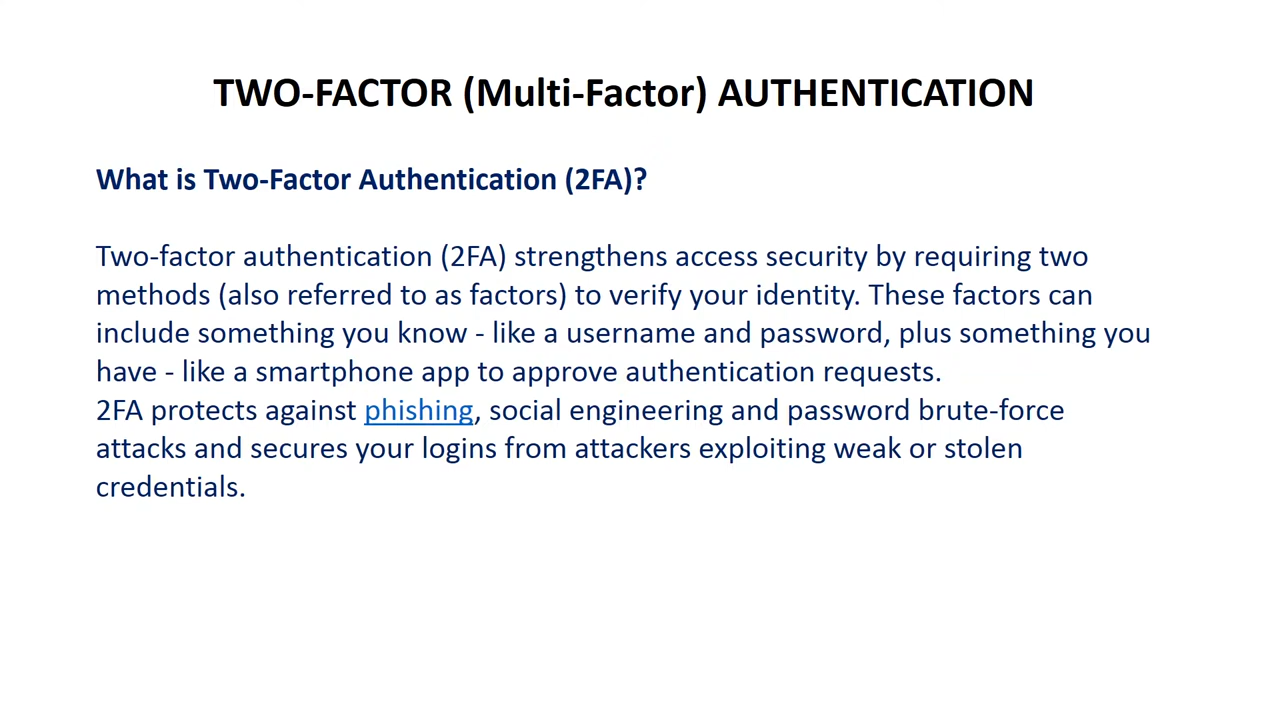 TWO-FACTOR (Multi-Factor) AUTHENTICATION
What is Two-Factor Authentication (2FA)?
Two-factor authentication (2FA) strengthens access security by requiring two
methods (also referred to as factors) to verify your identity. These factors can
include something you know - like a username and password, plus something you
have - like a smartphone app to approve authentication requests.
2FA protects against phishing, social engineering and password brute-force
attacks and secures your logins from attackers exploiting weak or stolen
credentials.